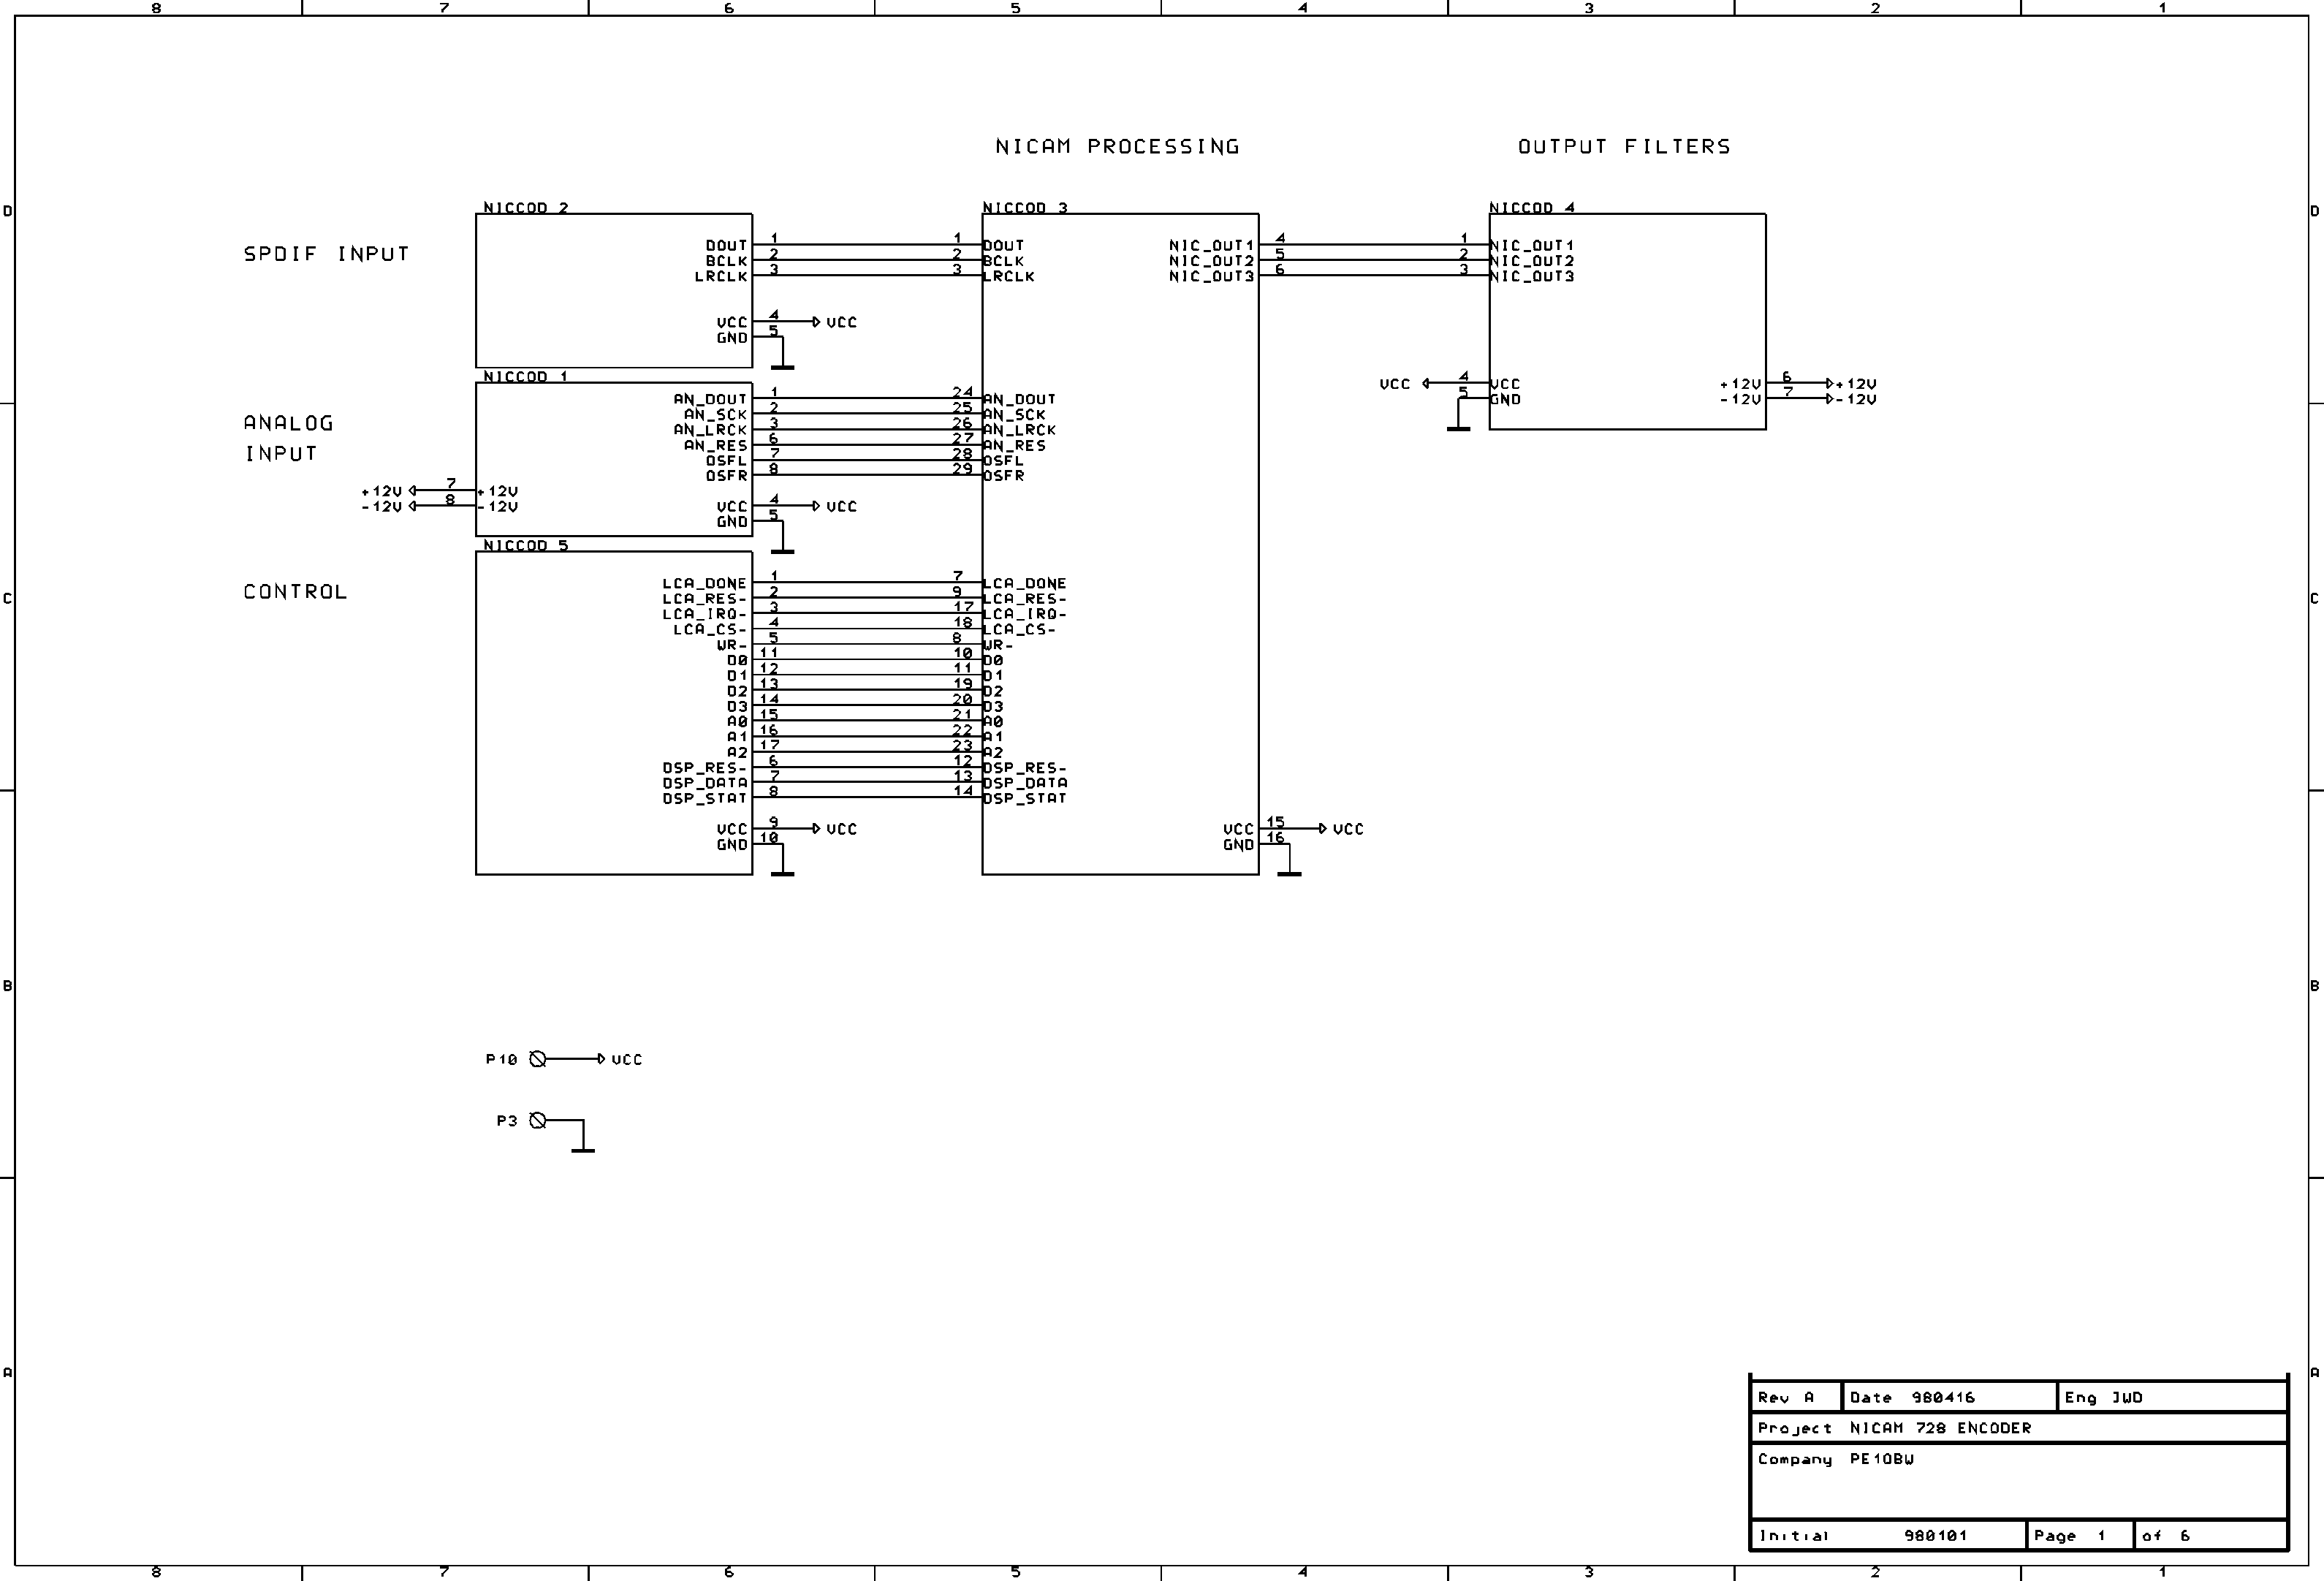 8 7 6 5 4 3 2 1
NICAM PROCESSING
OUTPUT FILTERS
D
D
SPDIF INPUT
NICCOD 2
DOUT 1
BCLK 2
LRCLK 3
VCC 4 VCC
GND 5
ANALOG
INPUT
NICCOD 1
AN_DOUT 1
AN_SCK 2
AN_LRCK 3
AN_RES 6
OSFL 7
OSFR 8
+12V 7 +12V
-12V 8 -12V
VCC 4 VCC
GND 5
C
C
CONTROL
NICCOD 5
LCA_DONE 1
LCA_RES- 2
LCA_IRQ- 3
LCA_CS- 4
WR- 5
D0 11
D1 12
D2 13
D3 14
A0 15
A1 16
A2 17
DSP_RES- 6
DSP_DATA 7
DSP_STAT 8
VCC 9 VCC
GND 10
NICCOD 3
1 DOUT
2 BCLK
3 LRCLK
NIC_OUT1 4
NIC_OUT2 5
NIC_OUT3 6
24 AN_DOUT
25 AN_SCK
26 AN_LRCK
27 AN_RES
28 OSFL
29 OSFR
7 LCA_DONE
9 LCA_RES-
17 LCA_IRQ-
18 LCA_CS-
8 WR-
10 D0
11 D1
19 D2
20 D3
21 A0
22 A1
23 A2
12 DSP_RES-
13 DSP_DATA
14 DSP_STAT
VCC 15 VCC
GND 16
NICCOD 4
1 NIC_OUT1
2 NIC_OUT2
3 NIC_OUT3
VCC 4 VCC
5 GND
+12V 6 +12V
-12V 7 -12V
B
B
P10 VCC
P3
A
A
Rev A Date 980416 Eng JWD
Project NICAM 728 ENCODER
Company PE1OBW
Initial 980101 Page 1 of 6
8 7 6 5 4 3 2 1